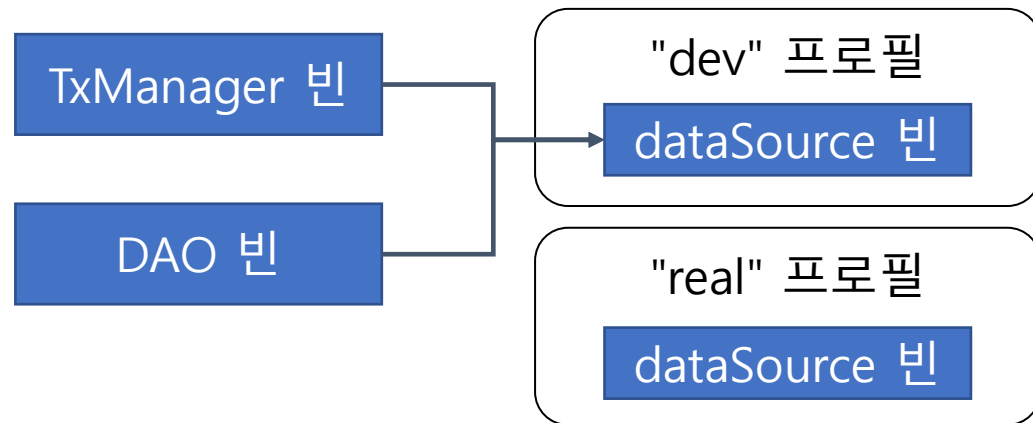 TxManager 빈
DAO 빈
"dev" 프로필
dataSource 빈
"real" 프로필
dataSource 빈